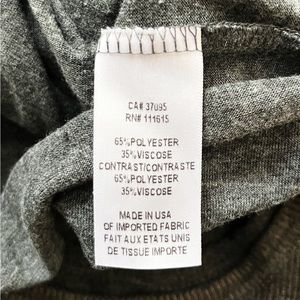 CA# 37095
RN# 111615
65%POLYESTER
35%VISCOSE
CONTRAST/CONTRASTE
65%POLYESTER
35%VISCOSE
MADE IN USA
OF IMPORTED FABRIC
FAIT AUX ETATS UNIS
DE TISSUE IMPORTE